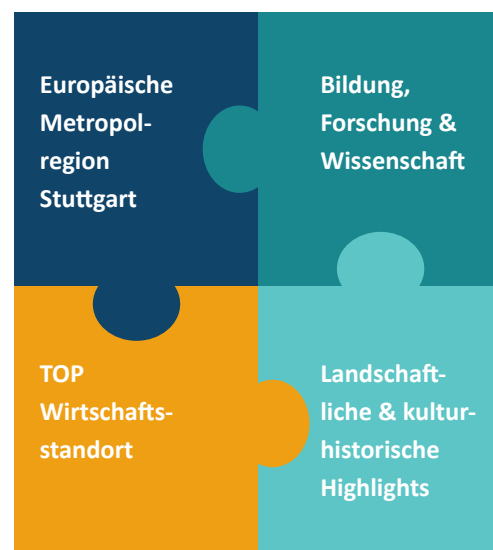 Europäische
Metropol-
region
Stuttgart
Bildung,
Forschung &
Wissenschaft
TOP
Wirtschafts-
standort
Landschaft-
liche & kultur-
historische
Highlights